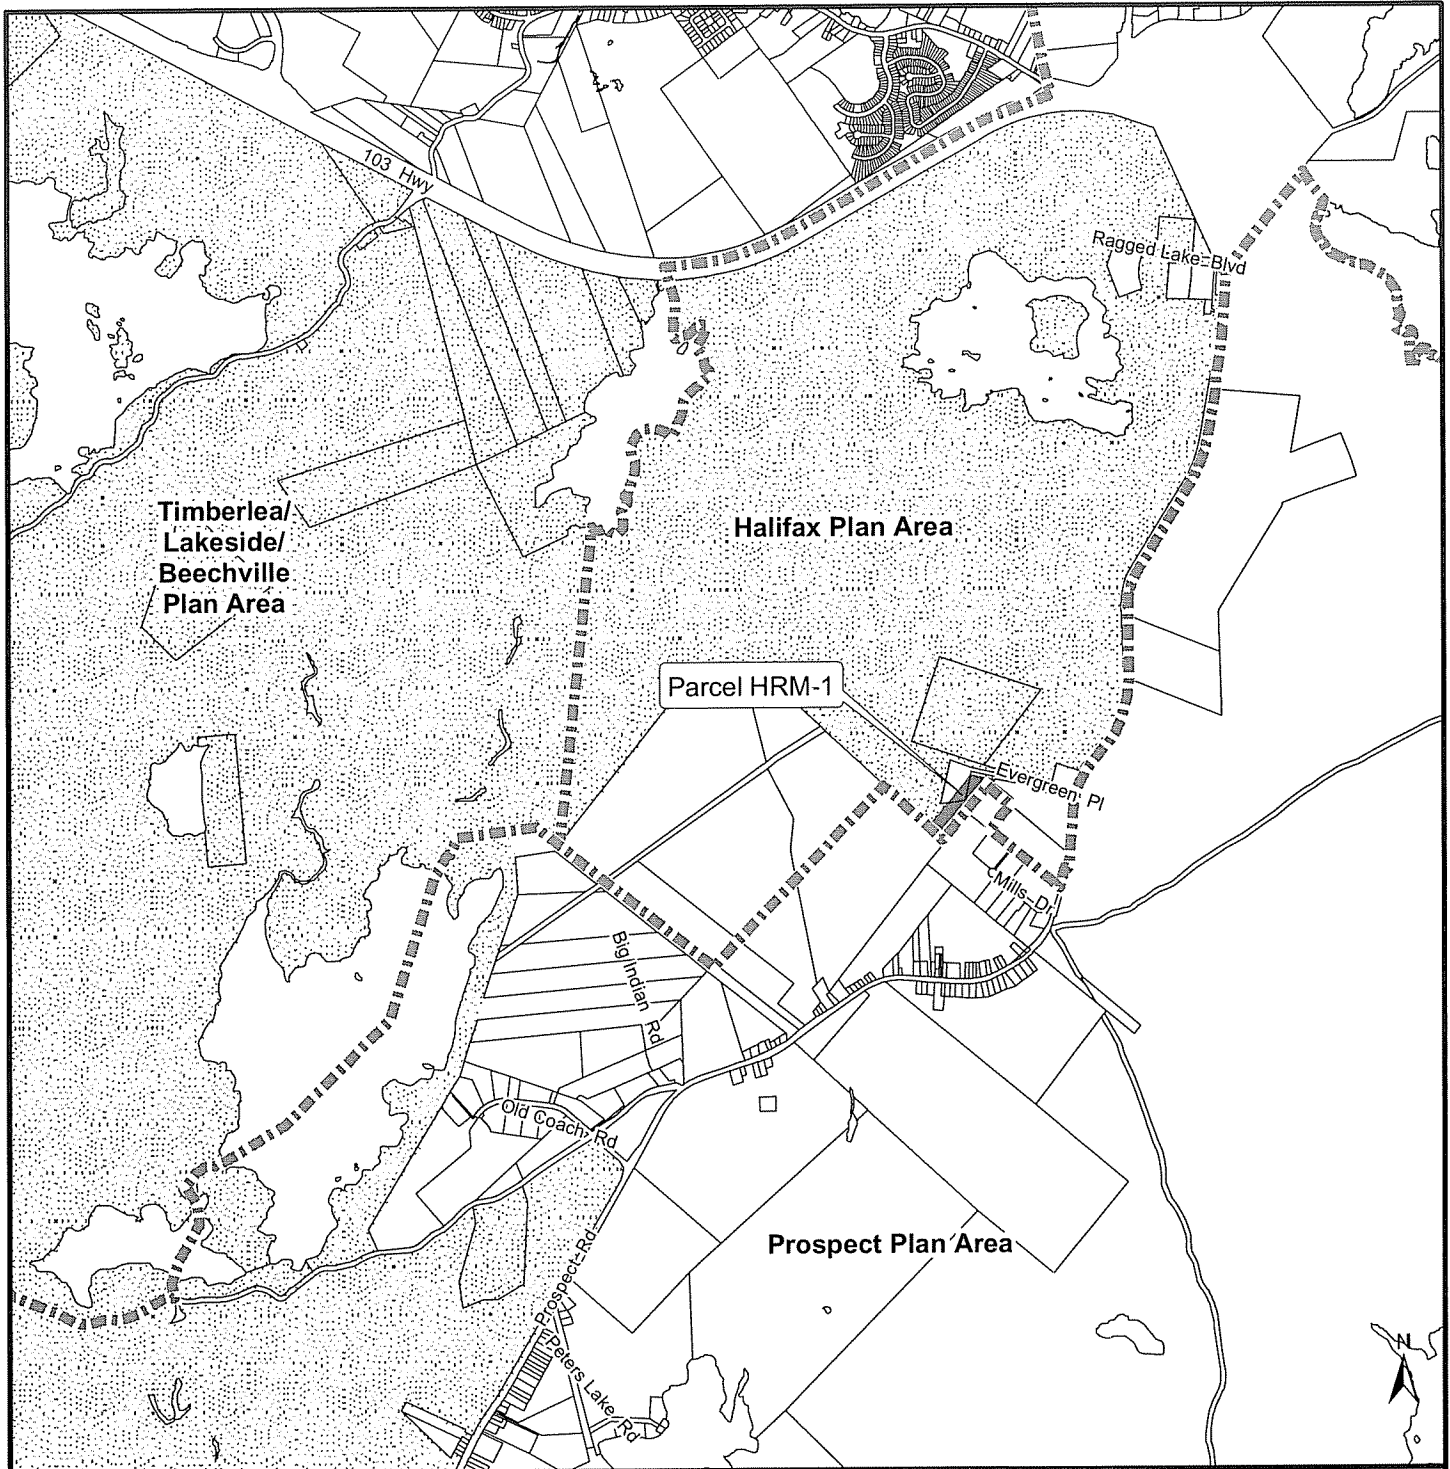 103 Hwy
Ragged Lake Blvd
Timberlea/
Lakeside/
Beechville
Plan Area
Halifax Plan Area
Parcel HRM-1
Evergreen Pl
Mills Dr
Big Indian Rd
Old Coach Rd
Prospect Plan Area
Prospect Rd
Peters Lake Rd
N